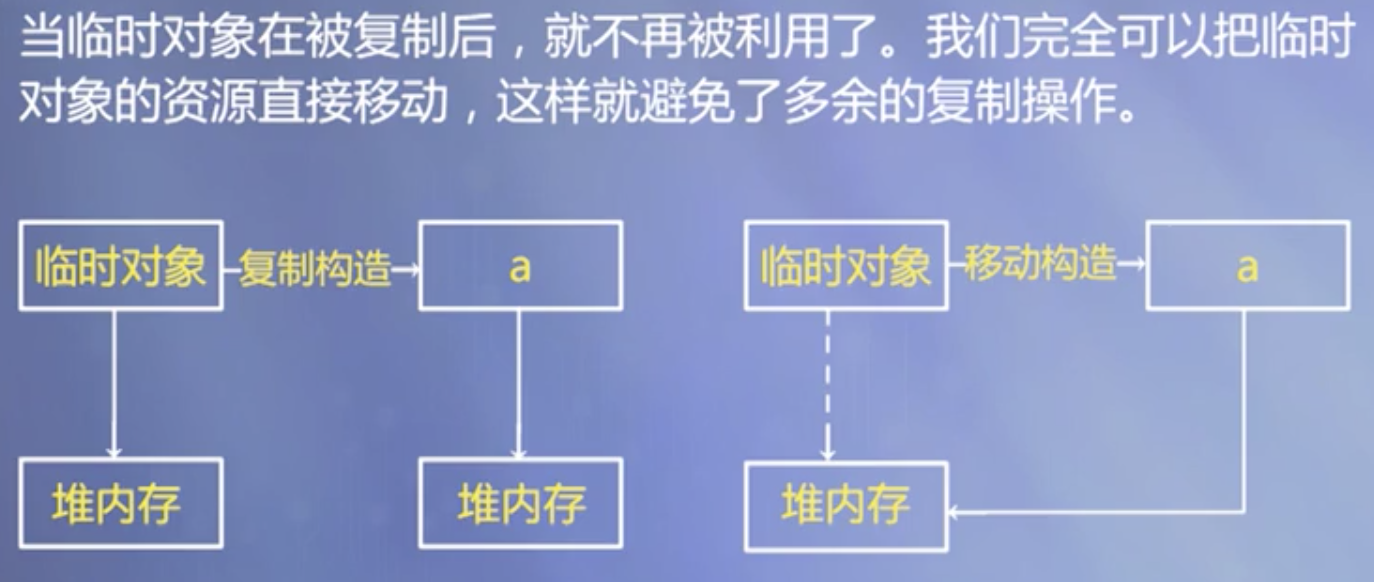 当临时对象在被复制后，就不再被利用了。我们完全可以把临时
对象的资源直接移动，这样就避免了多余的复制操作。
临时对象
复制构造
a
临时对象
移动构造
a
堆内存
堆内存
堆内存